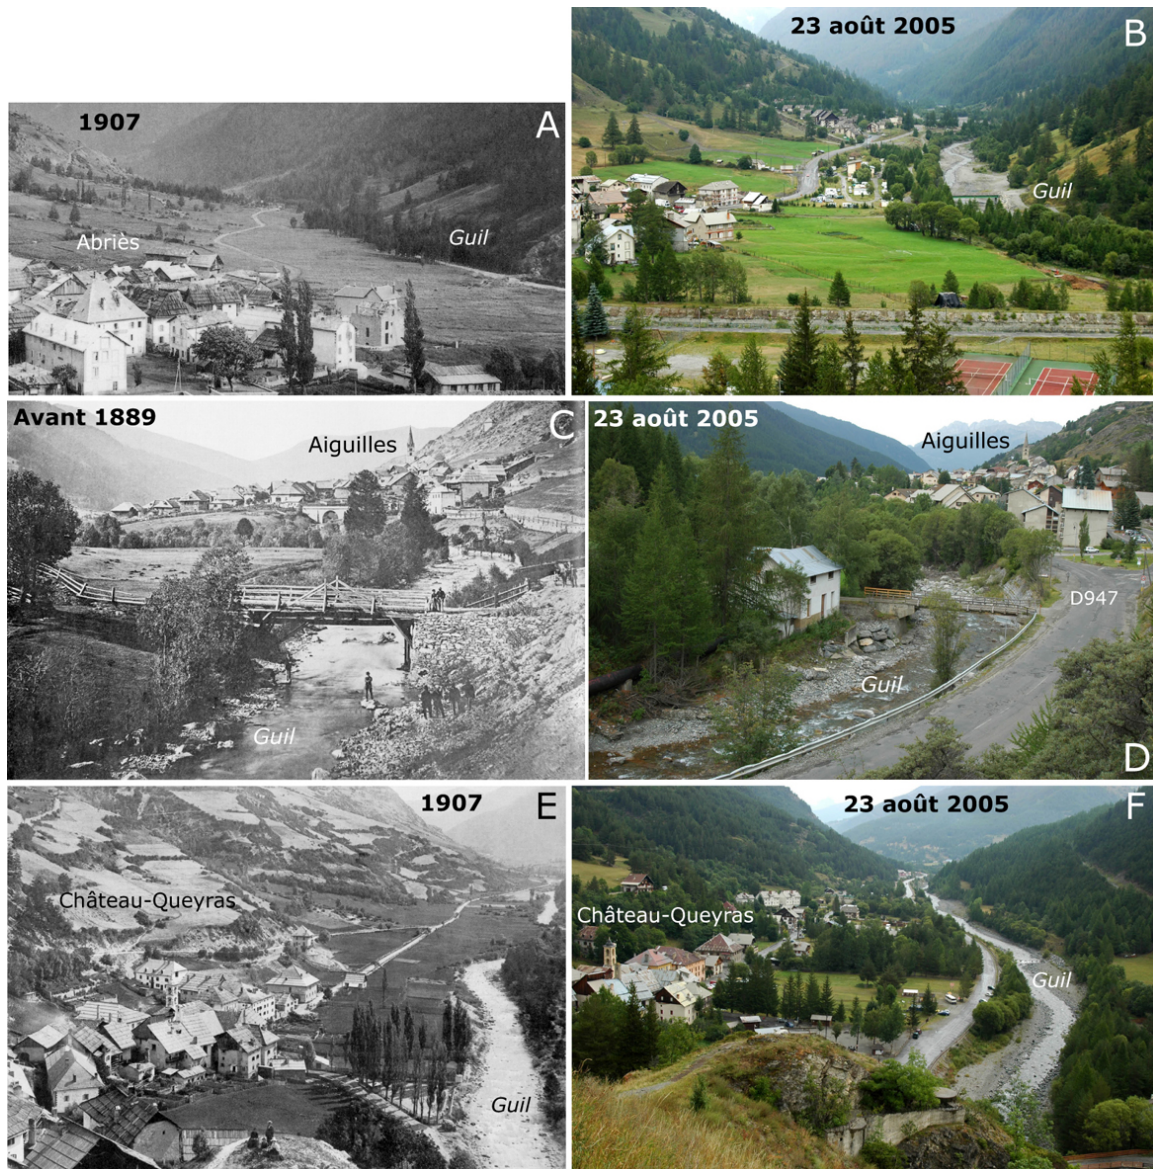 23 août 2005
B
1907
A
Abriès
Guil
Guil
Avant 1889
C
Aiguilles
Guil
23 août 2005
Aiguilles
D947
Guil
D
1907
E
Château-Queyras
Guil
23 août 2005
F
Château-Queyras
Guil